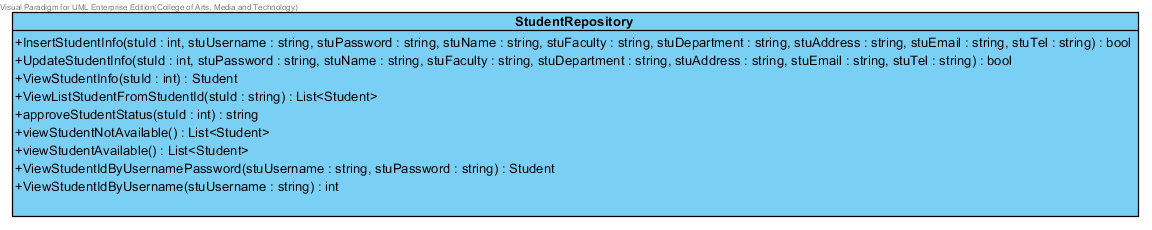 Visual Paradigm for UML Enterprise Edition(College of Arts, Media and Technology)
StudentRepository
+InsertStudentInfo(stuId : int, stuUsername : string, stuPassword : string, stuName : string, stuFaculty : string, stuDepartment : string, stuAddress : string, stuEmail : string, stuTel : string) : bool
+UpdateStudentInfo(stuId : int, stuPassword : string, stuName : string, stuFaculty : string, stuDepartment : string, stuAddress : string, stuEmail : string, stuTel : string) : bool
+ViewStudentInfo(stuId : int) : Student
+ViewListStudentFromStudentId(stuId : string) : List<Student>
+approveStudentStatus(stuId : int) : string
+viewStudentNotAvailable() : List<Student>
+viewStudentAvailable() : List<Student>
+ViewStudentIdByUsernamePassword(stuUsername : string, stuPassword : string) : Student
+ViewStudentIdByUsername(stuUsername : string) : int